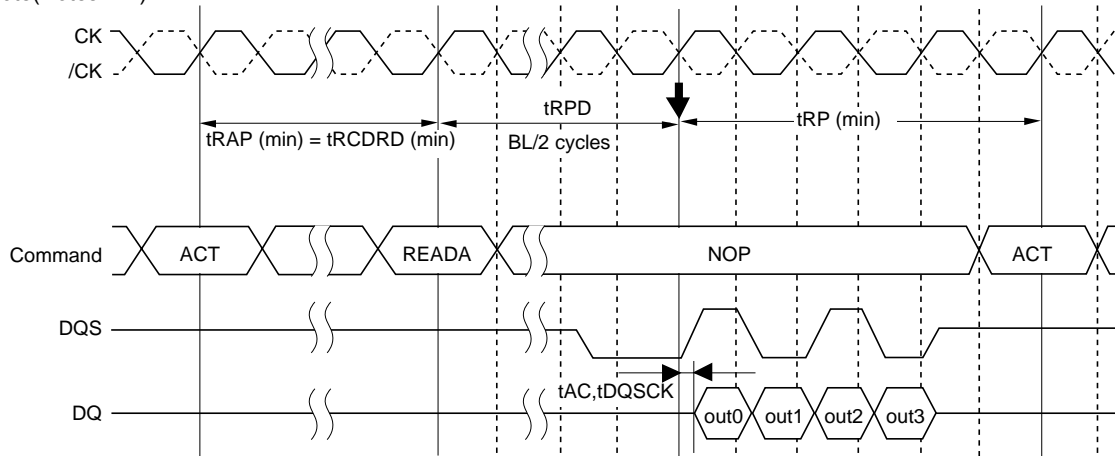 CK
/CK
tRPD
tRP (min)
tRAP (min) = tRCDRD (min)
BL/2 cycles
Command
ACT
READA
NOP
ACT
DQS
tAC,tDQSCK
DQ
out0
out1
out2
out3